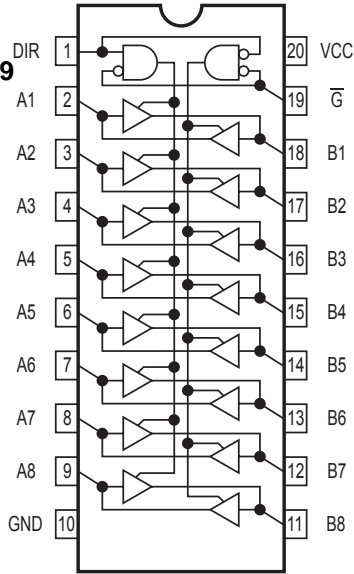 DIR 1 20 VCC
9
A1 2 19 G̅
A2 3 18 B1
A3 4 17 B2
A4 5 16 B3
A5 6 15 B4
A6 7 14 B5
A7 8 13 B6
A8 9 12 B7
GND 10 11 B8